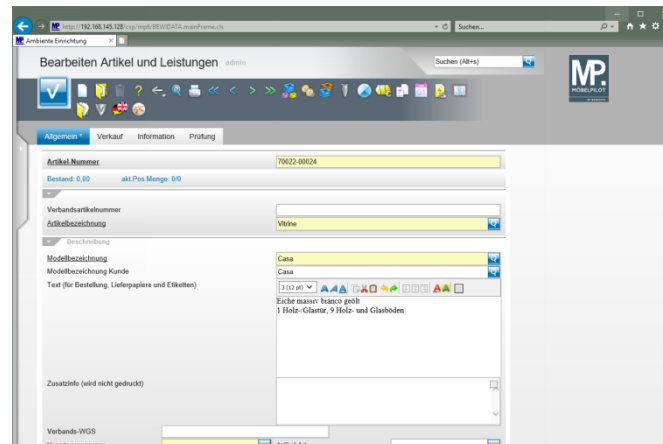 http://192.168.145.128/csp/mpll/BEWIDATA.mainFrame.cls
Suchen...
Ambiente Einrichtung
Bearbeiten Artikel und Leistungen admin
Suchen (Alt+s)
MP.
MÖBELPILOT
Allgemein * Verkauf Information Prüfung
Artikel-Nummer 70022-00024
Bestand: 0,00 akt.Pos.Menge: 0/0
Verbandsartikelnummer
Artikelbezeichnung Vitrine
Beschreibung
Modellbezeichnung Casa
Modellbezeichnung Kunde Casa
Text (für Bestellung, Lieferpapiere und Etiketten) 3 (12 pt)
Eiche massiv bianco geölt
1 Holz-/Glastür, 9 Holz- und Glasböden
Zusatzinfo (wird nicht gedruckt)
Verbands-WGS